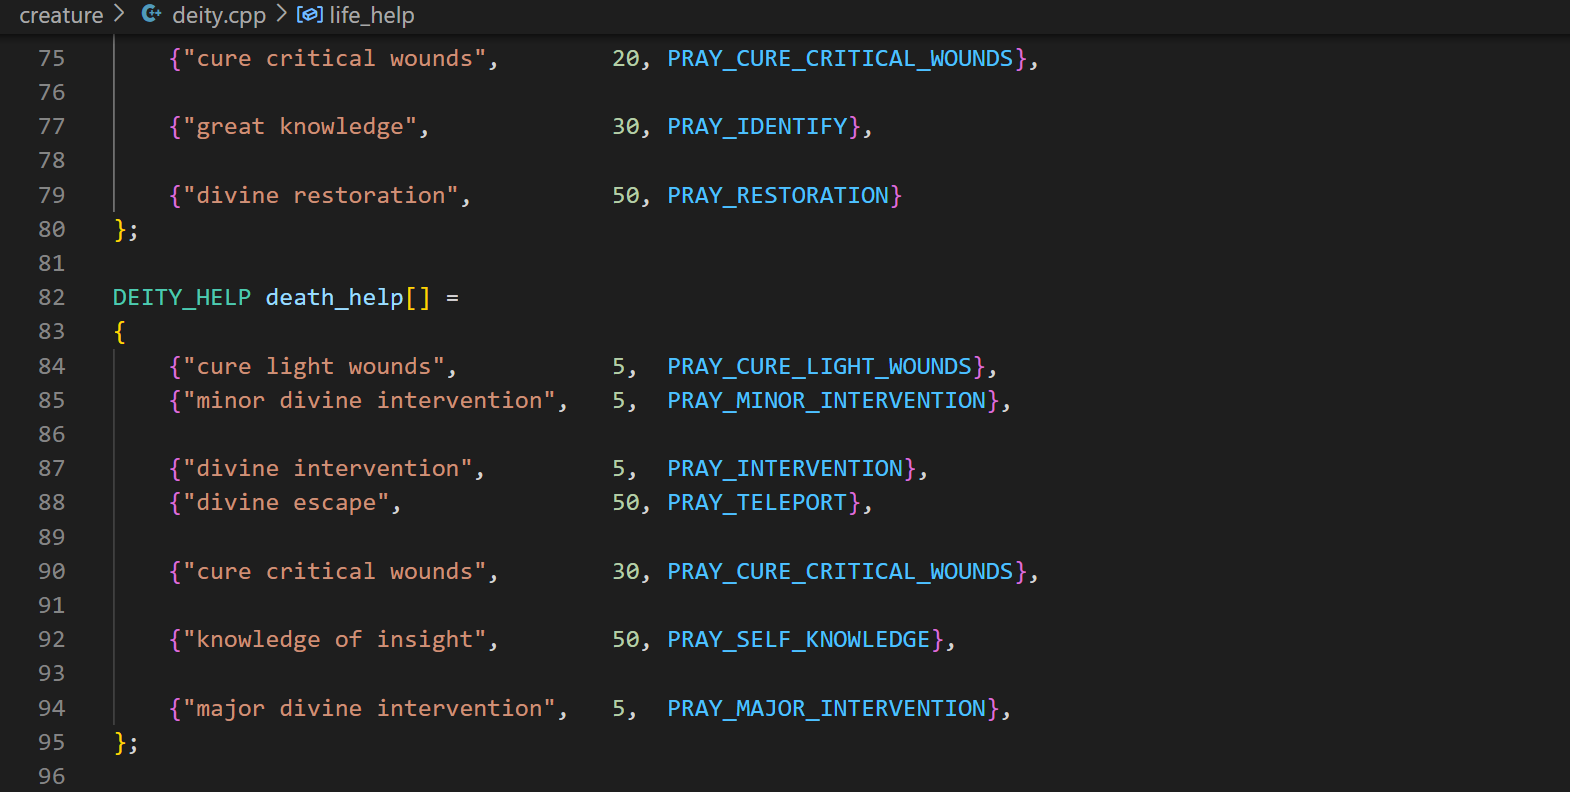 creature > deity.cpp > life_help
75 {"cure critical wounds", 20, PRAY_CURE_CRITICAL_WOUNDS},
76
77 {"great knowledge", 30, PRAY_IDENTIFY},
78
79 {"divine restoration", 50, PRAY_RESTORATION}
80 };
81
82 DEITY_HELP death_help[] =
83 {
84 {"cure light wounds", 5, PRAY_CURE_LIGHT_WOUNDS},
85 {"minor divine intervention", 5, PRAY_MINOR_INTERVENTION},
86
87 {"divine intervention", 5, PRAY_INTERVENTION},
88 {"divine escape", 50, PRAY_TELEPORT},
89
90 {"cure critical wounds", 30, PRAY_CURE_CRITICAL_WOUNDS},
91
92 {"knowledge of insight", 50, PRAY_SELF_KNOWLEDGE},
93
94 {"major divine intervention", 5, PRAY_MAJOR_INTERVENTION},
95 };
96